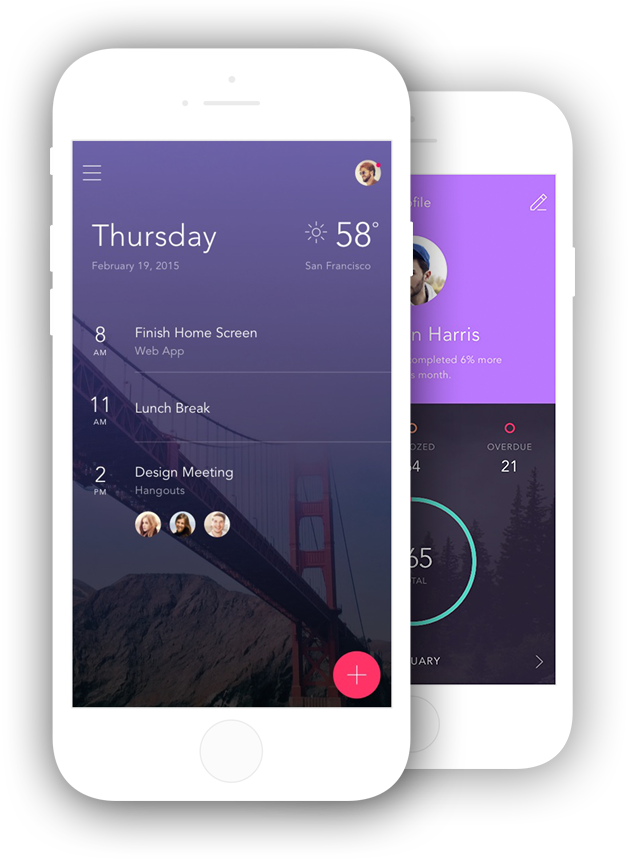 Thursday
58°
February 19, 2015
San Francisco
8
AM
Finish Home Screen
Web App
11
AM
Lunch Break
2
PM
Design Meeting
Hangouts
ofile
n Harris
ompleted 6% more
s month.
OZED
OVERDUE
64
21
65
TAL
UARY